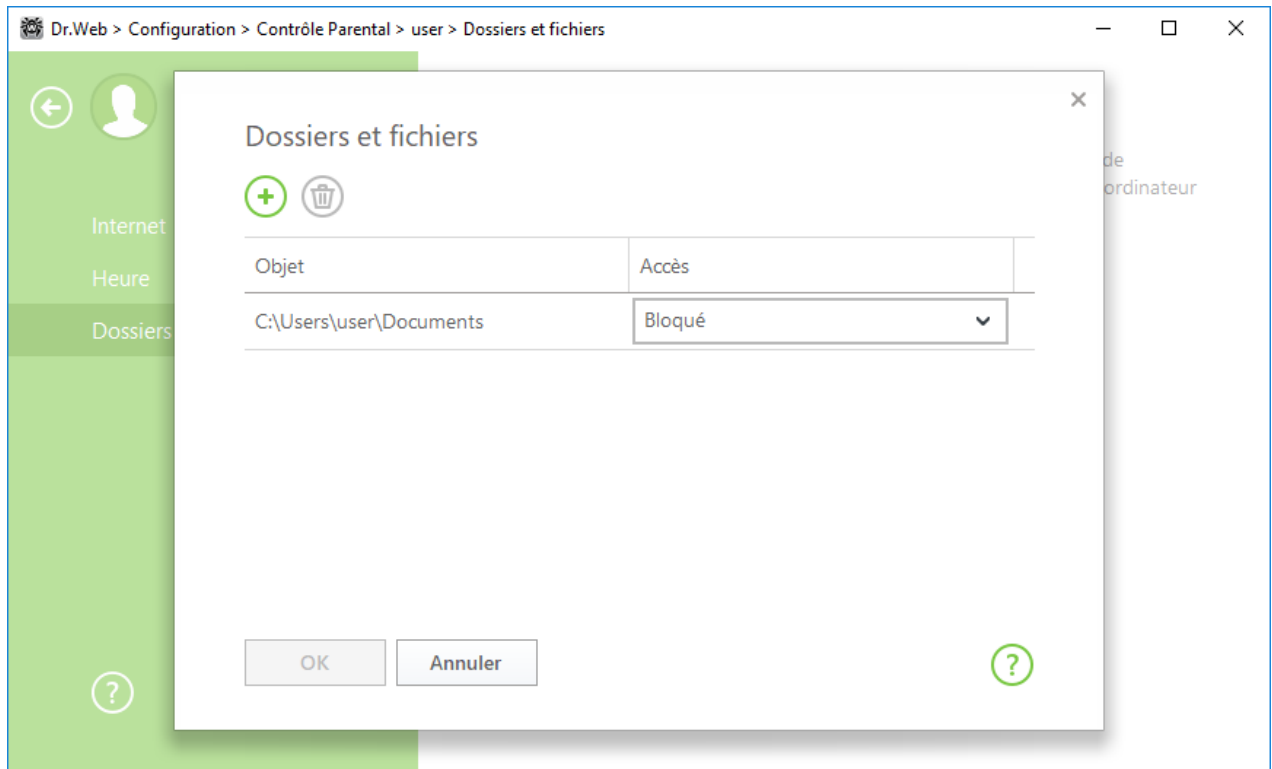 Dr.Web > Configuration > Contrôle Parental > user > Dossiers et fichiers
Dossiers et fichiers
de
ordinateur
Internet
Heure
Dossiers
Objet
Accès
C:\Users\user\Documents
Bloqué
OK
Annuler
?
?